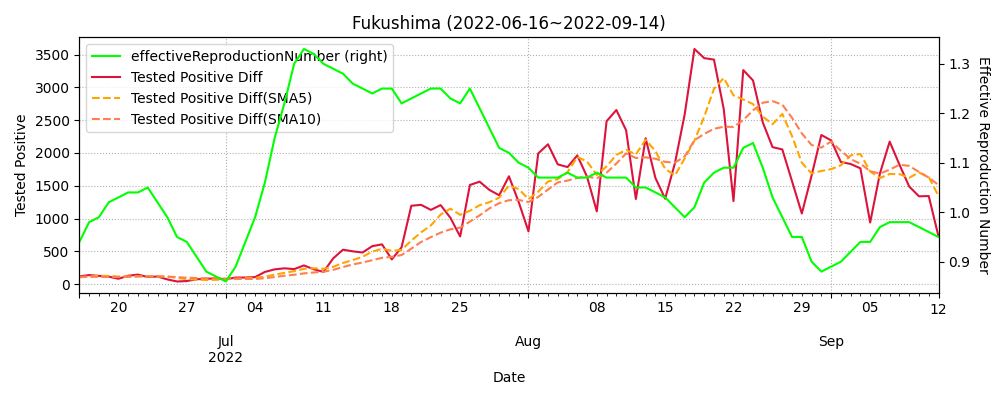 Fukushima (2022-06-16~2022-09-14)
effectiveReproductionNumber (right)
Tested Positive Diff
Tested Positive Diff(SMA5)
Tested Positive Diff(SMA10)
3500
3000
2500
2000
1500
1000
500
0
Tested Positive
1.3
1.2
1.1
1.0
0.9
Effective Reproduction Number
20 27 04 11 18 25 08 15 22 29 05 12
Jul Aug Sep
2022
Date